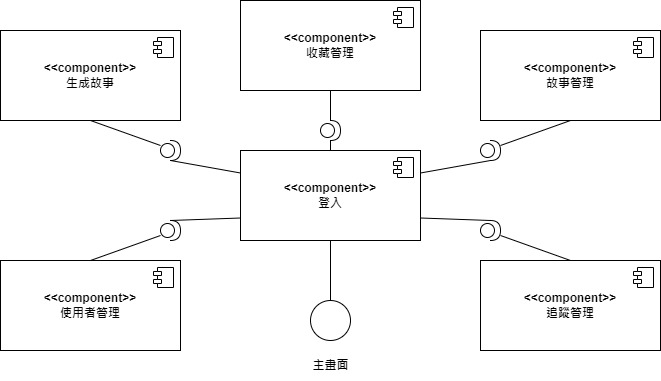 <<component>>
生成故事
<<component>>
收藏管理
<<component>>
故事管理
<<component>>
登入
<<component>>
使用者管理
<<component>>
追蹤管理
主畫面